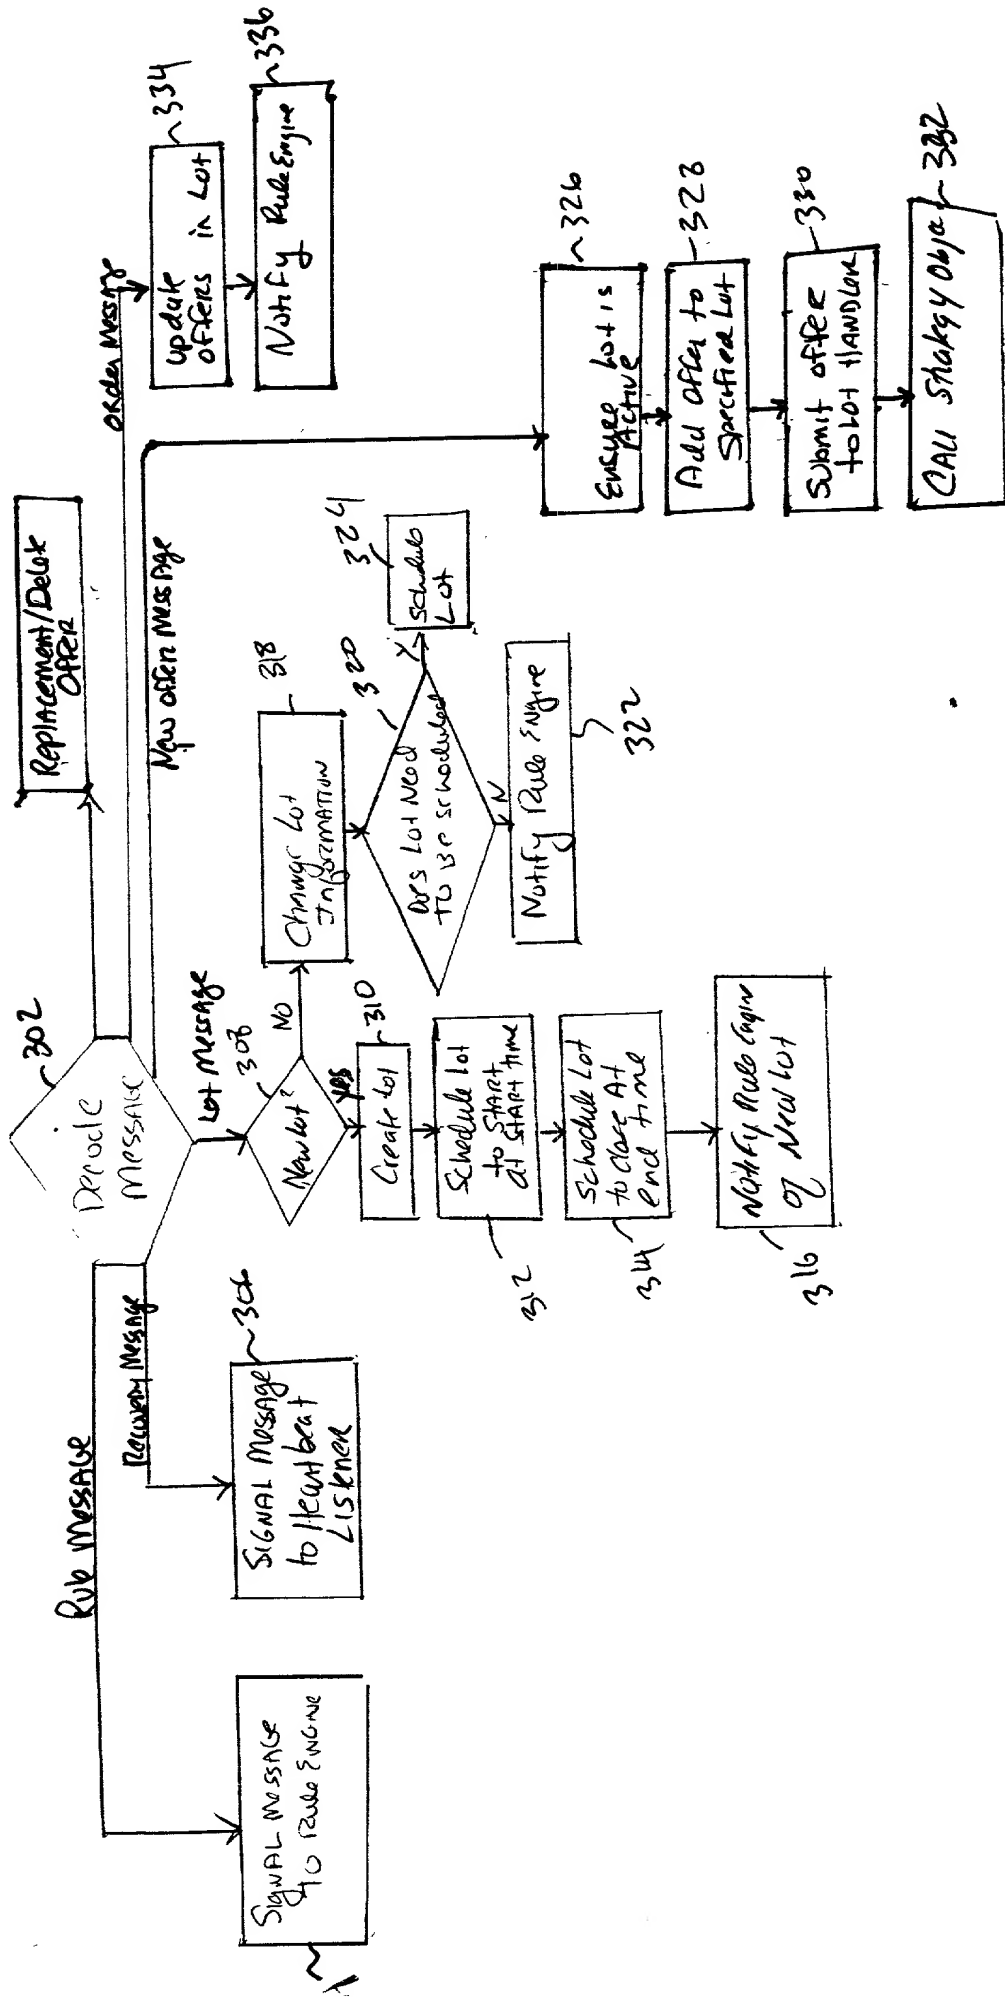 302
Decode
Message
Rule Message
Signal Message
to Rule Engine
Recovery Message
306
Signal Message
to Heartbeat
Listener
Lot Message
308
New Lot?
Yes
NO
310
Create Lot
Schedule Lot
to START
at START time
312
Schedule Lot
to close At
end time
314
Notify Rule Engine
of New Lot
316
318
Change Lot
Information
320
Does Lot Need
to Be scheduled
Y
N
324
Schedule
Lot
Notify Rule Engine
322
Replacement/Delete
OFFER
New offer Message
326
Ensure Lot is
Active
328
Add offer to
Specified Lot
330
Submit offer
to Lot HANDLER
332
CAll Strategy Obje
ORDER Message
334
update
offers in Lot
336
Notify Rule Engine